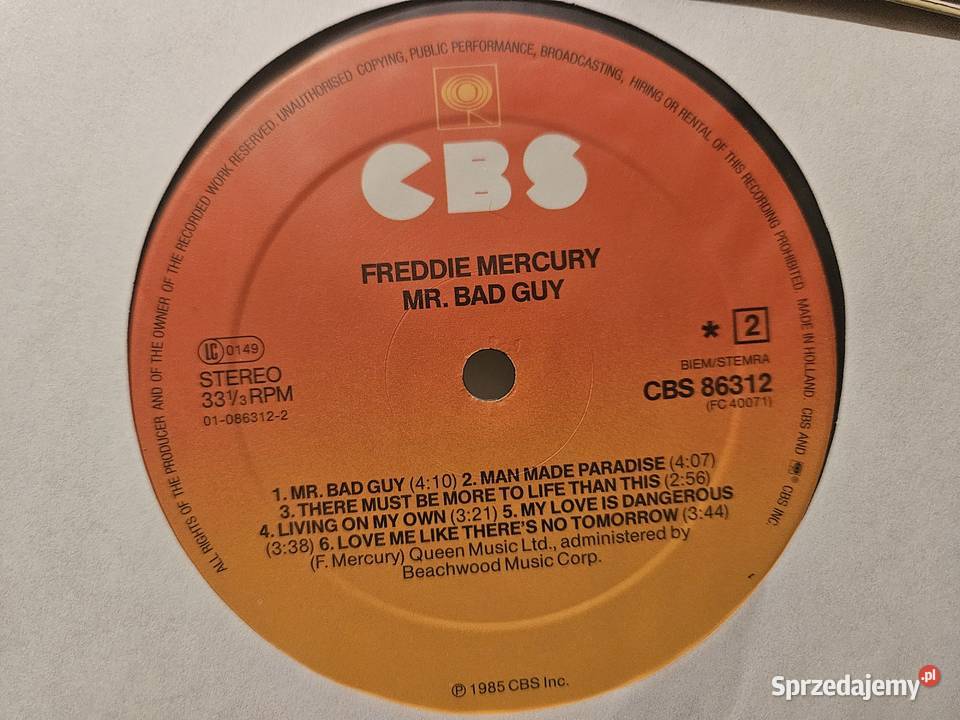 ALL RIGHTS OF THE PRODUCER AND OF THE OWNER OF THE RECORDED WORK RESERVED. UNAUTHORISED COPYING, PUBLIC PERFORMANCE, BROADCASTING, HIRING OR RENTAL OF THIS RECORDING PROHIBITED. MADE IN HOLLAND. CBS AND ® CBS INC.
CBS
FREDDIE MERCURY
MR. BAD GUY
LC 0149
STEREO
33⅓ RPM
01-086312-2
* 2
BIEM/STEMRA
CBS 86312
(FC 40071)
1. MR. BAD GUY (4:10) 2. MAN MADE PARADISE (4:07)
3. THERE MUST BE MORE TO LIFE THAN THIS (2:56)
4. LIVING ON MY OWN (3:21) 5. MY LOVE IS DANGEROUS
(3:38) 6. LOVE ME LIKE THERE'S NO TOMORROW (3:44)
(F. Mercury) Queen Music Ltd., administered by
Beachwood Music Corp.
℗ 1985 CBS Inc.
Sprzedajemy.pl